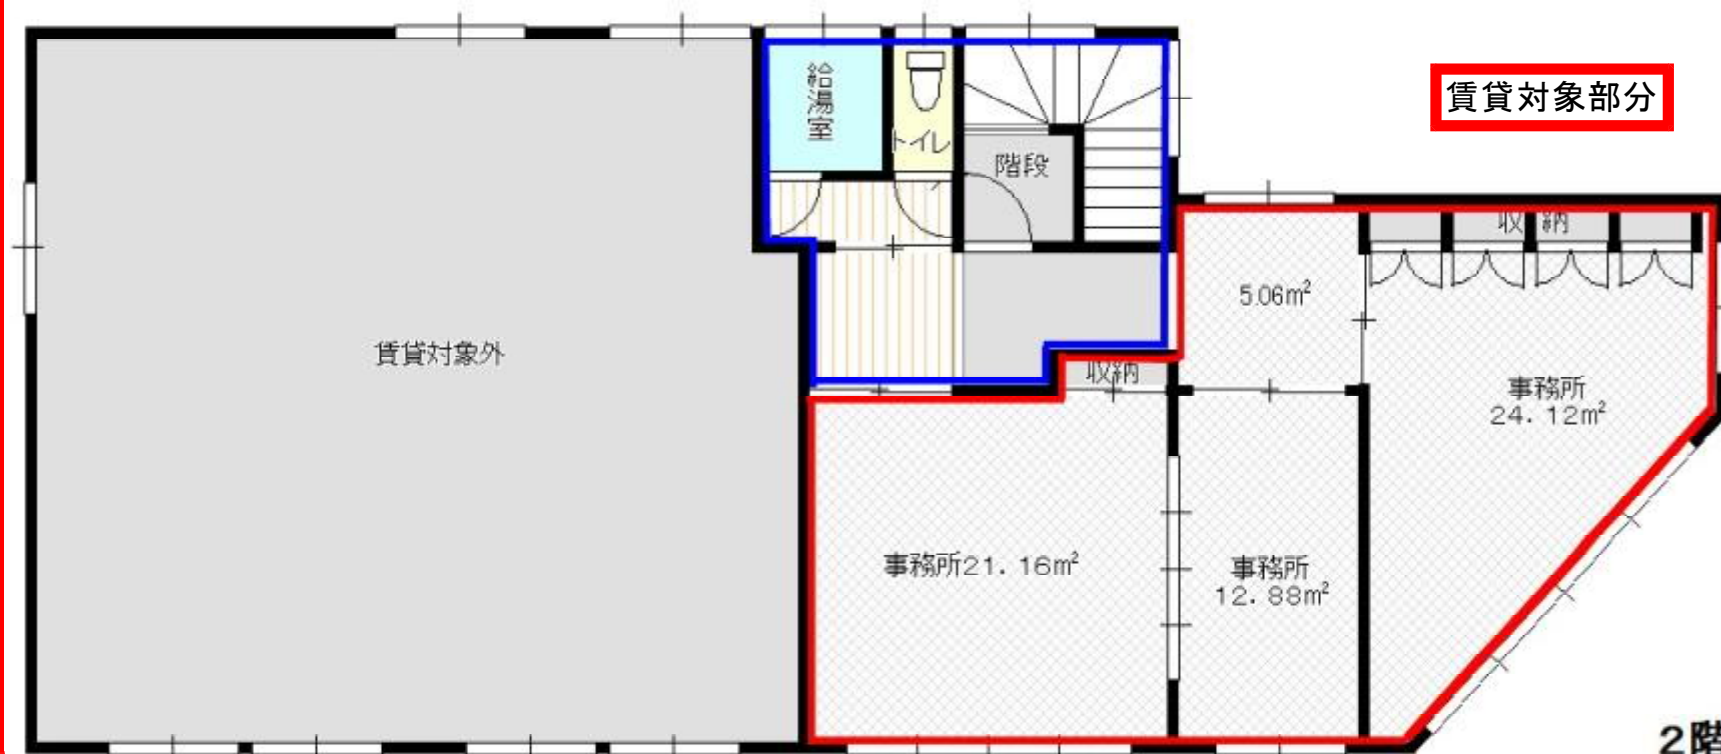 給湯室
トイレ
階段
賃貸対象部分
収納
5.06㎡
賃貸対象外
収納
事務所
24.12㎡
事務所21.16㎡
事務所
12.88㎡
2階